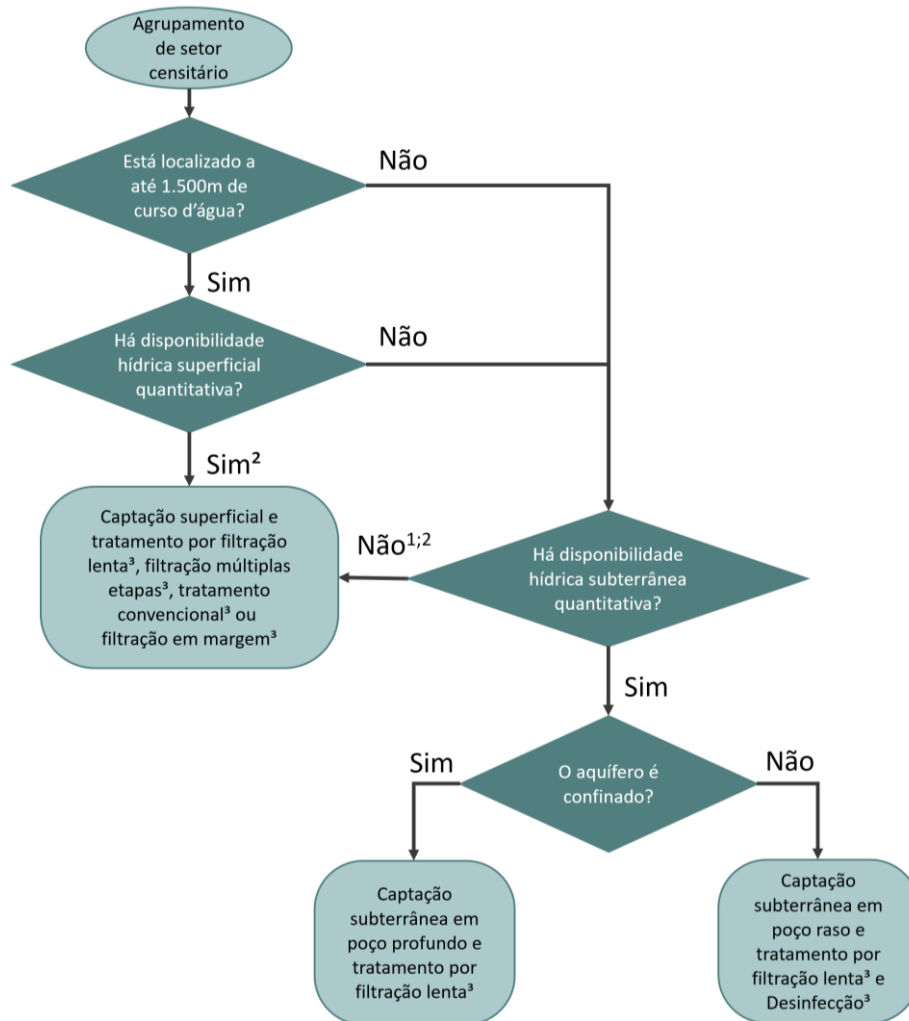 Agrupamento
de setor
censitário
Está localizado a
até 1.500m de
curso d'água?
Não
Sim
Há disponibilidade
hídrica superficial
quantitativa?
Não
Sim²
Captação superficial e
tratamento por filtração
lenta³, filtração múltiplas
etapas³, tratamento
convencional³ ou
filtração em margem³
Não¹;²
Há disponibilidade
hídrica subterrânea
quantitativa?
Sim
O aquífero é
confinado?
Sim
Não
Captação
subterrânea em
poço profundo e
tratamento por
filtração lenta³
Captação
subterrânea em
poço raso e
tratamento por
filtração lenta³ e
Desinfecção³